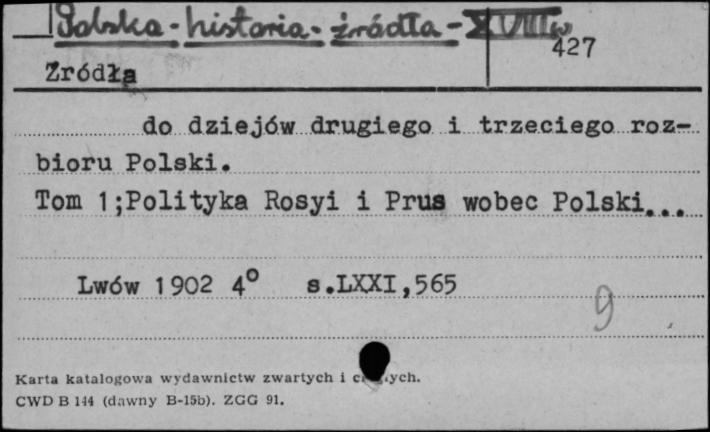 Polska - historia - źródła - XVIII w
427
Źródła
do dziejów drugiego i trzeciego roz-
bioru Polski.
Tom 1;Polityka Rosyi i Prus wobec Polski...
Lwów 1902 4° s.LXXI,565
9
Karta katalogowa wydawnictw zwartych i
CWD B 144 (dawny B-15b). ZGG 91.